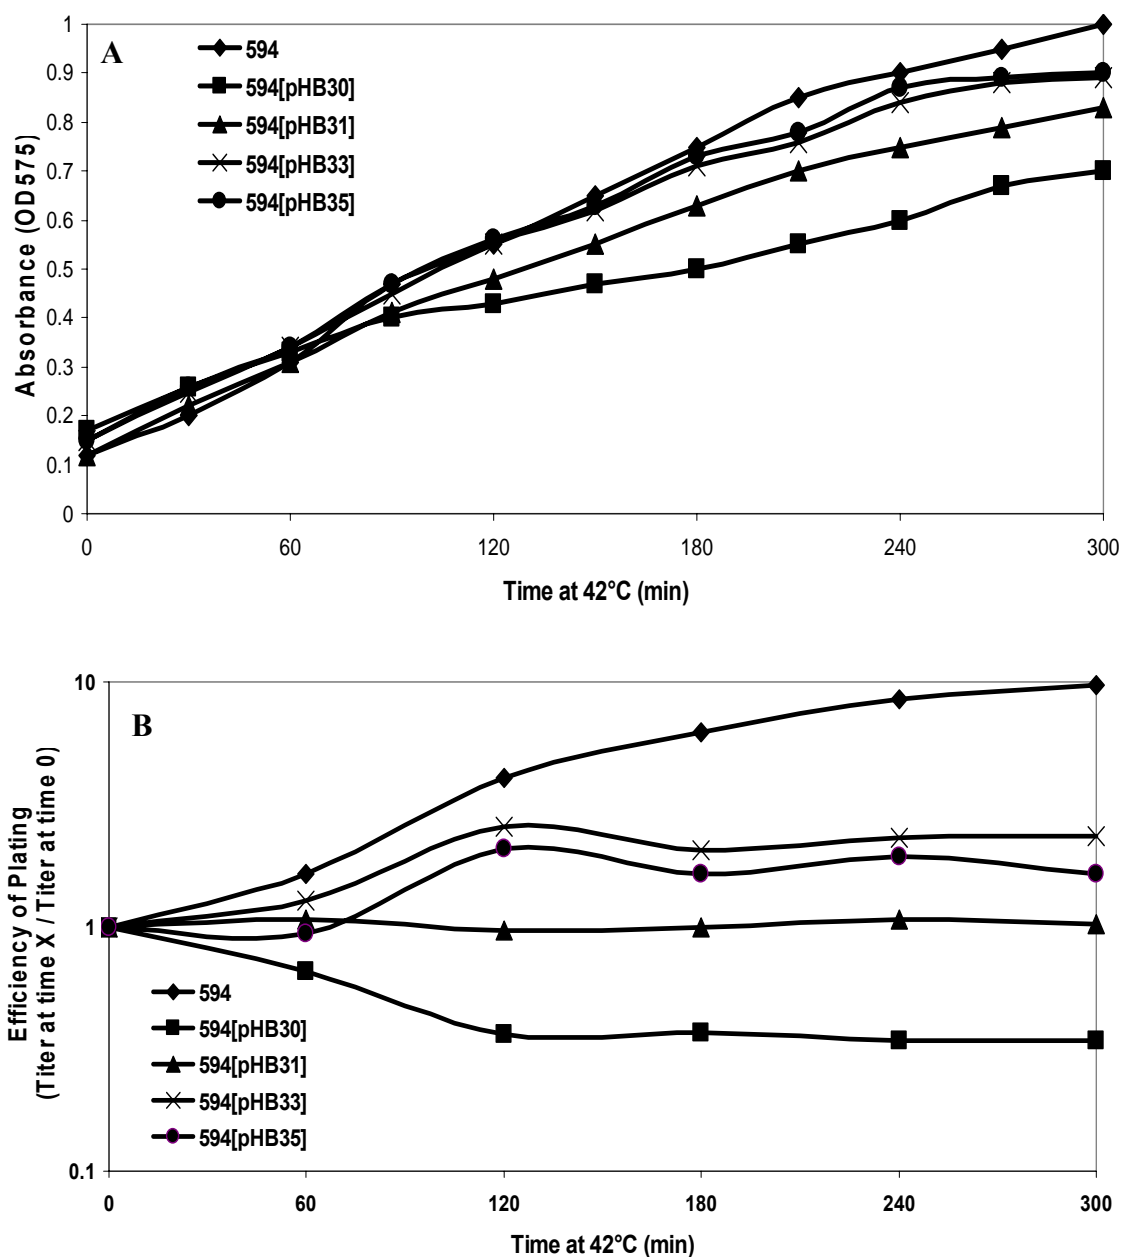 A
594
594[pHB30]
594[pHB31]
594[pHB33]
594[pHB35]
Absorbance (OD575)
1
0.9
0.8
0.7
0.6
0.5
0.4
0.3
0.2
0.1
0
0 60 120 180 240 300
Time at 42°C (min)
B
Efficiency of Plating
(Titer at time X / Titer at time 0)
10
1
0.1
594
594[pHB30]
594[pHB31]
594[pHB33]
594[pHB35]
0 60 120 180 240 300
Time at 42°C (min)